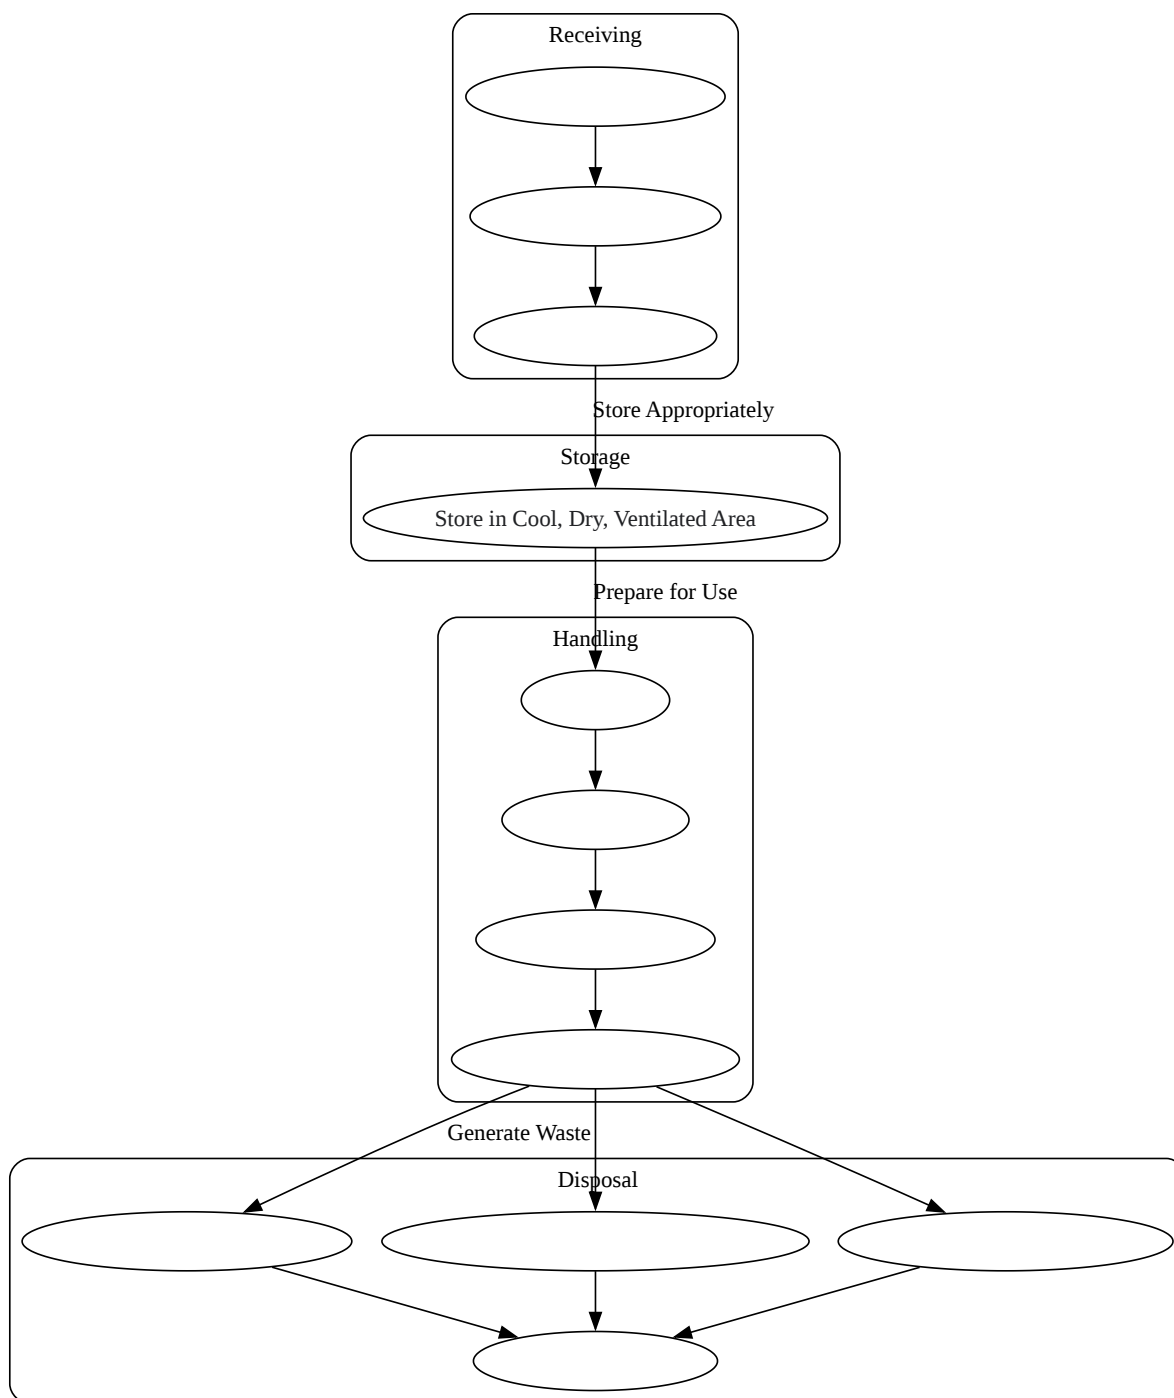 Receiving
Store Appropriately
Storage
Store in Cool, Dry, Ventilated Area
Prepare for Use
Handling
Generate Waste
Disposal